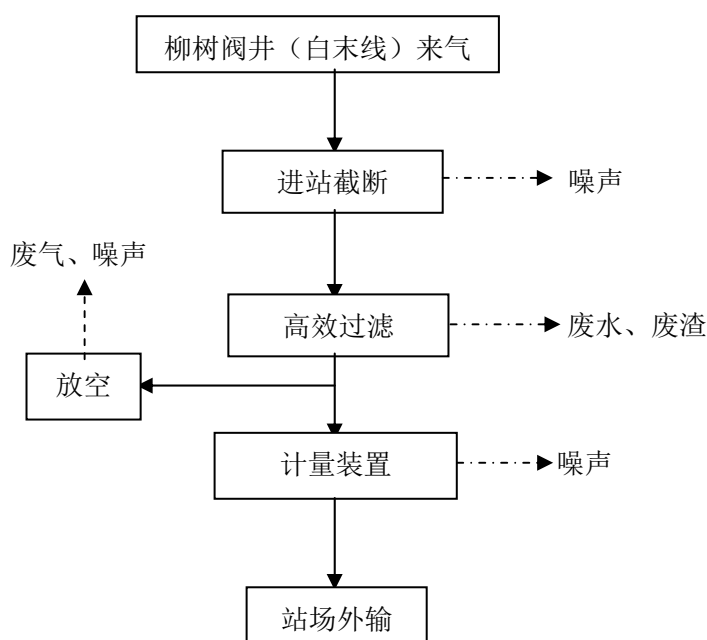 柳树阀井（白末线）来气
进站截断
噪声
废气、噪声
高效过滤
废水、废渣
放空
计量装置
噪声
站场外输